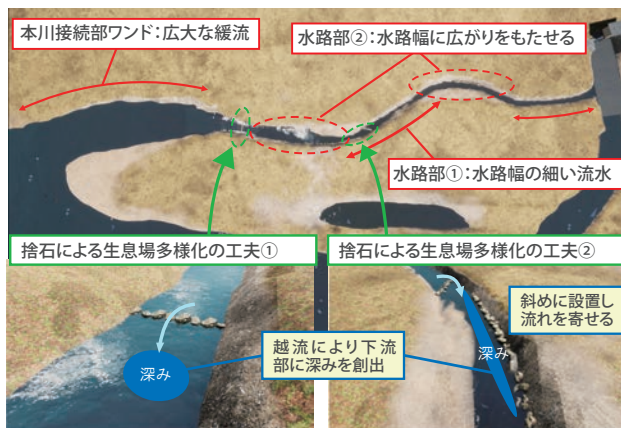 本川接続部ワンド：広大な緩流
水路部②：水路幅に広がりをもたせる
水路部①：水路幅の細い流水
捨石による生息場多様化の工夫①
捨石による生息場多様化の工夫②
斜めに設置し
流れを寄せる
越流により下流
部に深みを創出
深み
深み